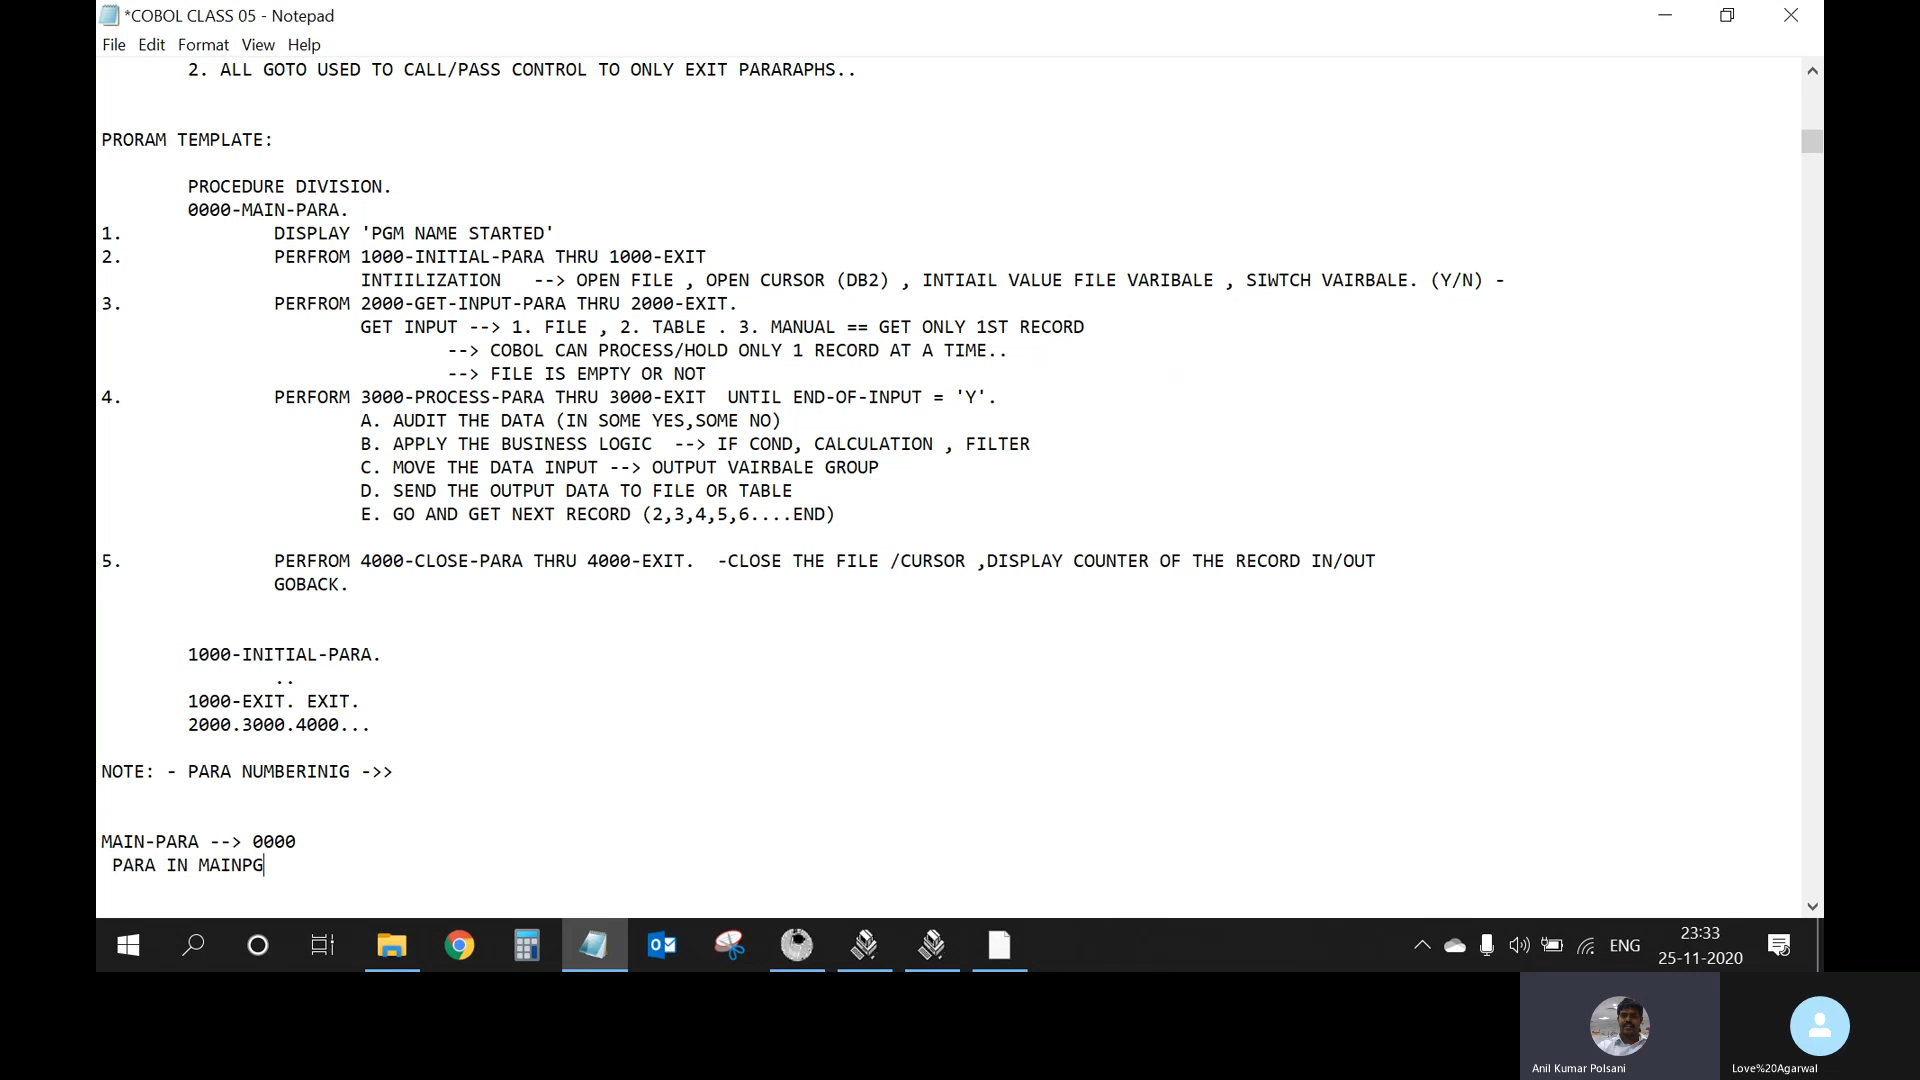 *COBOL CLASS 05 - Notepad
File Edit Format View Help
2. ALL GOTO USED TO CALL/PASS CONTROL TO ONLY EXIT PARARAPHS..
PRORAM TEMPLATE:
PROCEDURE DIVISION.
0000-MAIN-PARA.
1. DISPLAY 'PGM NAME STARTED'
2. PERFROM 1000-INITIAL-PARA THRU 1000-EXIT
INTIILIZATION --> OPEN FILE , OPEN CURSOR (DB2) , INTIAIL VALUE FILE VARIBALE , SIWTCH VAIRBALE. (Y/N) -
3. PERFROM 2000-GET-INPUT-PARA THRU 2000-EXIT.
GET INPUT --> 1. FILE , 2. TABLE . 3. MANUAL == GET ONLY 1ST RECORD
--> COBOL CAN PROCESS/HOLD ONLY 1 RECORD AT A TIME..
--> FILE IS EMPTY OR NOT
4. PERFORM 3000-PROCESS-PARA THRU 3000-EXIT UNTIL END-OF-INPUT = 'Y'.
A. AUDIT THE DATA (IN SOME YES,SOME NO)
B. APPLY THE BUSINESS LOGIC --> IF COND, CALCULATION , FILTER
C. MOVE THE DATA INPUT --> OUTPUT VAIRBALE GROUP
D. SEND THE OUTPUT DATA TO FILE OR TABLE
E. GO AND GET NEXT RECORD (2,3,4,5,6....END)
5. PERFROM 4000-CLOSE-PARA THRU 4000-EXIT. -CLOSE THE FILE /CURSOR ,DISPLAY COUNTER OF THE RECORD IN/OUT
GOBACK.
1000-INITIAL-PARA.
..
1000-EXIT. EXIT.
2000.3000.4000...
NOTE: - PARA NUMBERINIG ->>
MAIN-PARA --> 0000
PARA IN MAINPG
ENG
23:33
25-11-2020
Anil Kumar Polsani
Love%20Agarwal